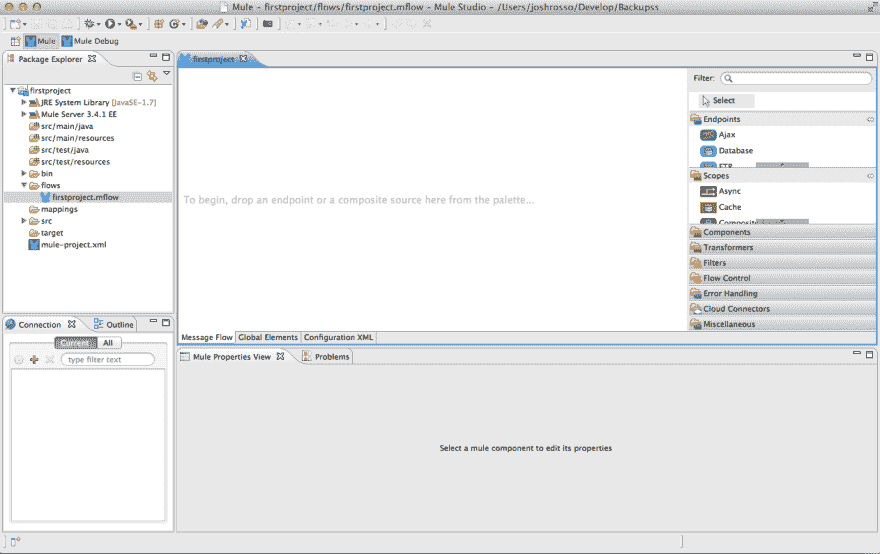 Mule - firstproject/flows/firstproject.mflow - Mule Studio - /Users/joshrosso/Develop/Backupss
Mule
Mule Debug
Package Explorer
firstproject
JRE System Library [JavaSE-1.7]
Mule Server 3.4.1 EE
src/main/java
src/main/resources
src/test/java
src/test/resources
bin
flows
firstproject.mflow
mappings
src
target
mule-project.xml
firstproject
To begin, drop an endpoint or a composite source here from the palette...
Filter:
Select
Endpoints
Ajax
Database
FTP
Scopes
Async
Cache
Components
Transformers
Filters
Flow Control
Error Handling
Cloud Connectors
Miscellaneous
Message Flow
Global Elements
Configuration XML
Connection
Outline
All
type filter text
Mule Properties View
Problems
Select a mule component to edit its properties